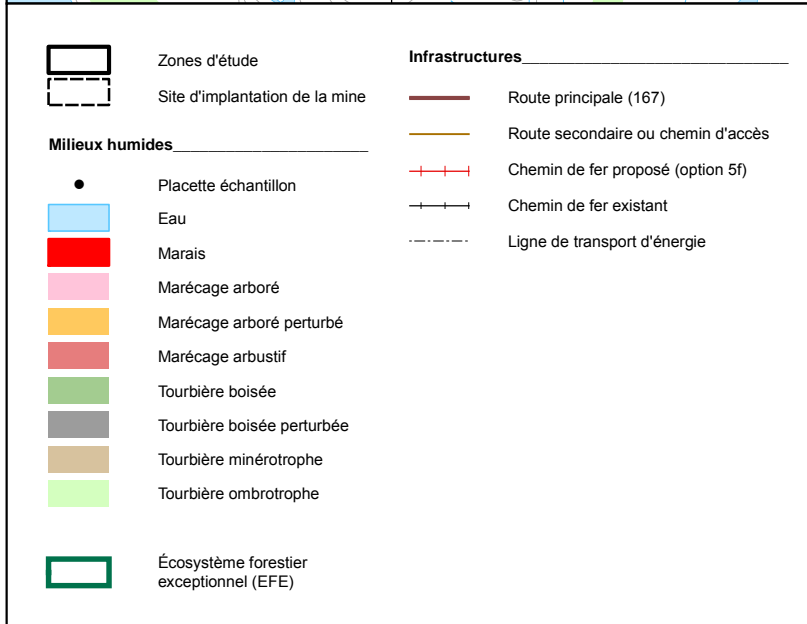 Zones d'étude
Site d'implantation de la mine
Milieux humides
Placette échantillon
Eau
Marais
Marécage arboré
Marécage arboré perturbé
Marécage arbustif
Tourbière boisée
Tourbière boisée perturbée
Tourbière minérotrophe
Tourbière ombrotrophe
Écosystème forestier
exceptionnel (EFE)
Infrastructures
Route principale (167)
Route secondaire ou chemin d'accès
Chemin de fer proposé (option 5f)
Chemin de fer existant
Ligne de transport d'énergie